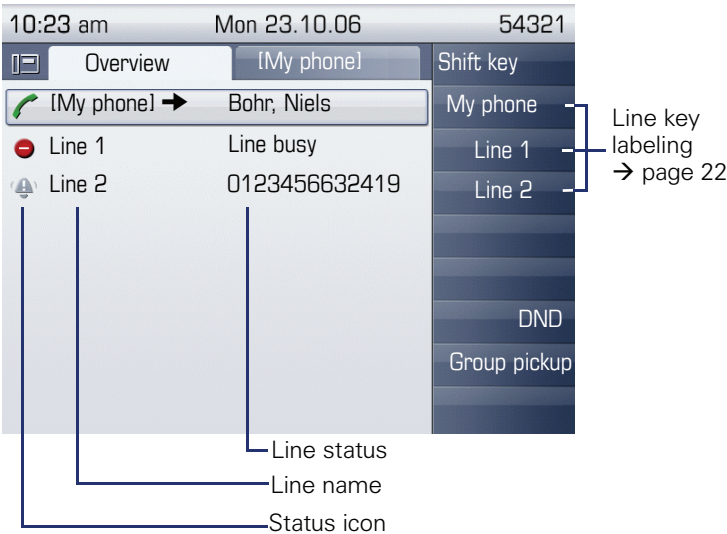 10:23 am Mon 23.10.06 54321
Overview [My phone] Shift key
[My phone] → Bohr, Niels My phone
Line 1 Line busy Line 1
Line 2 0123456632419 Line 2
DND
Group pickup
Line key
labeling
→ page 22
Line status
Line name
Status icon